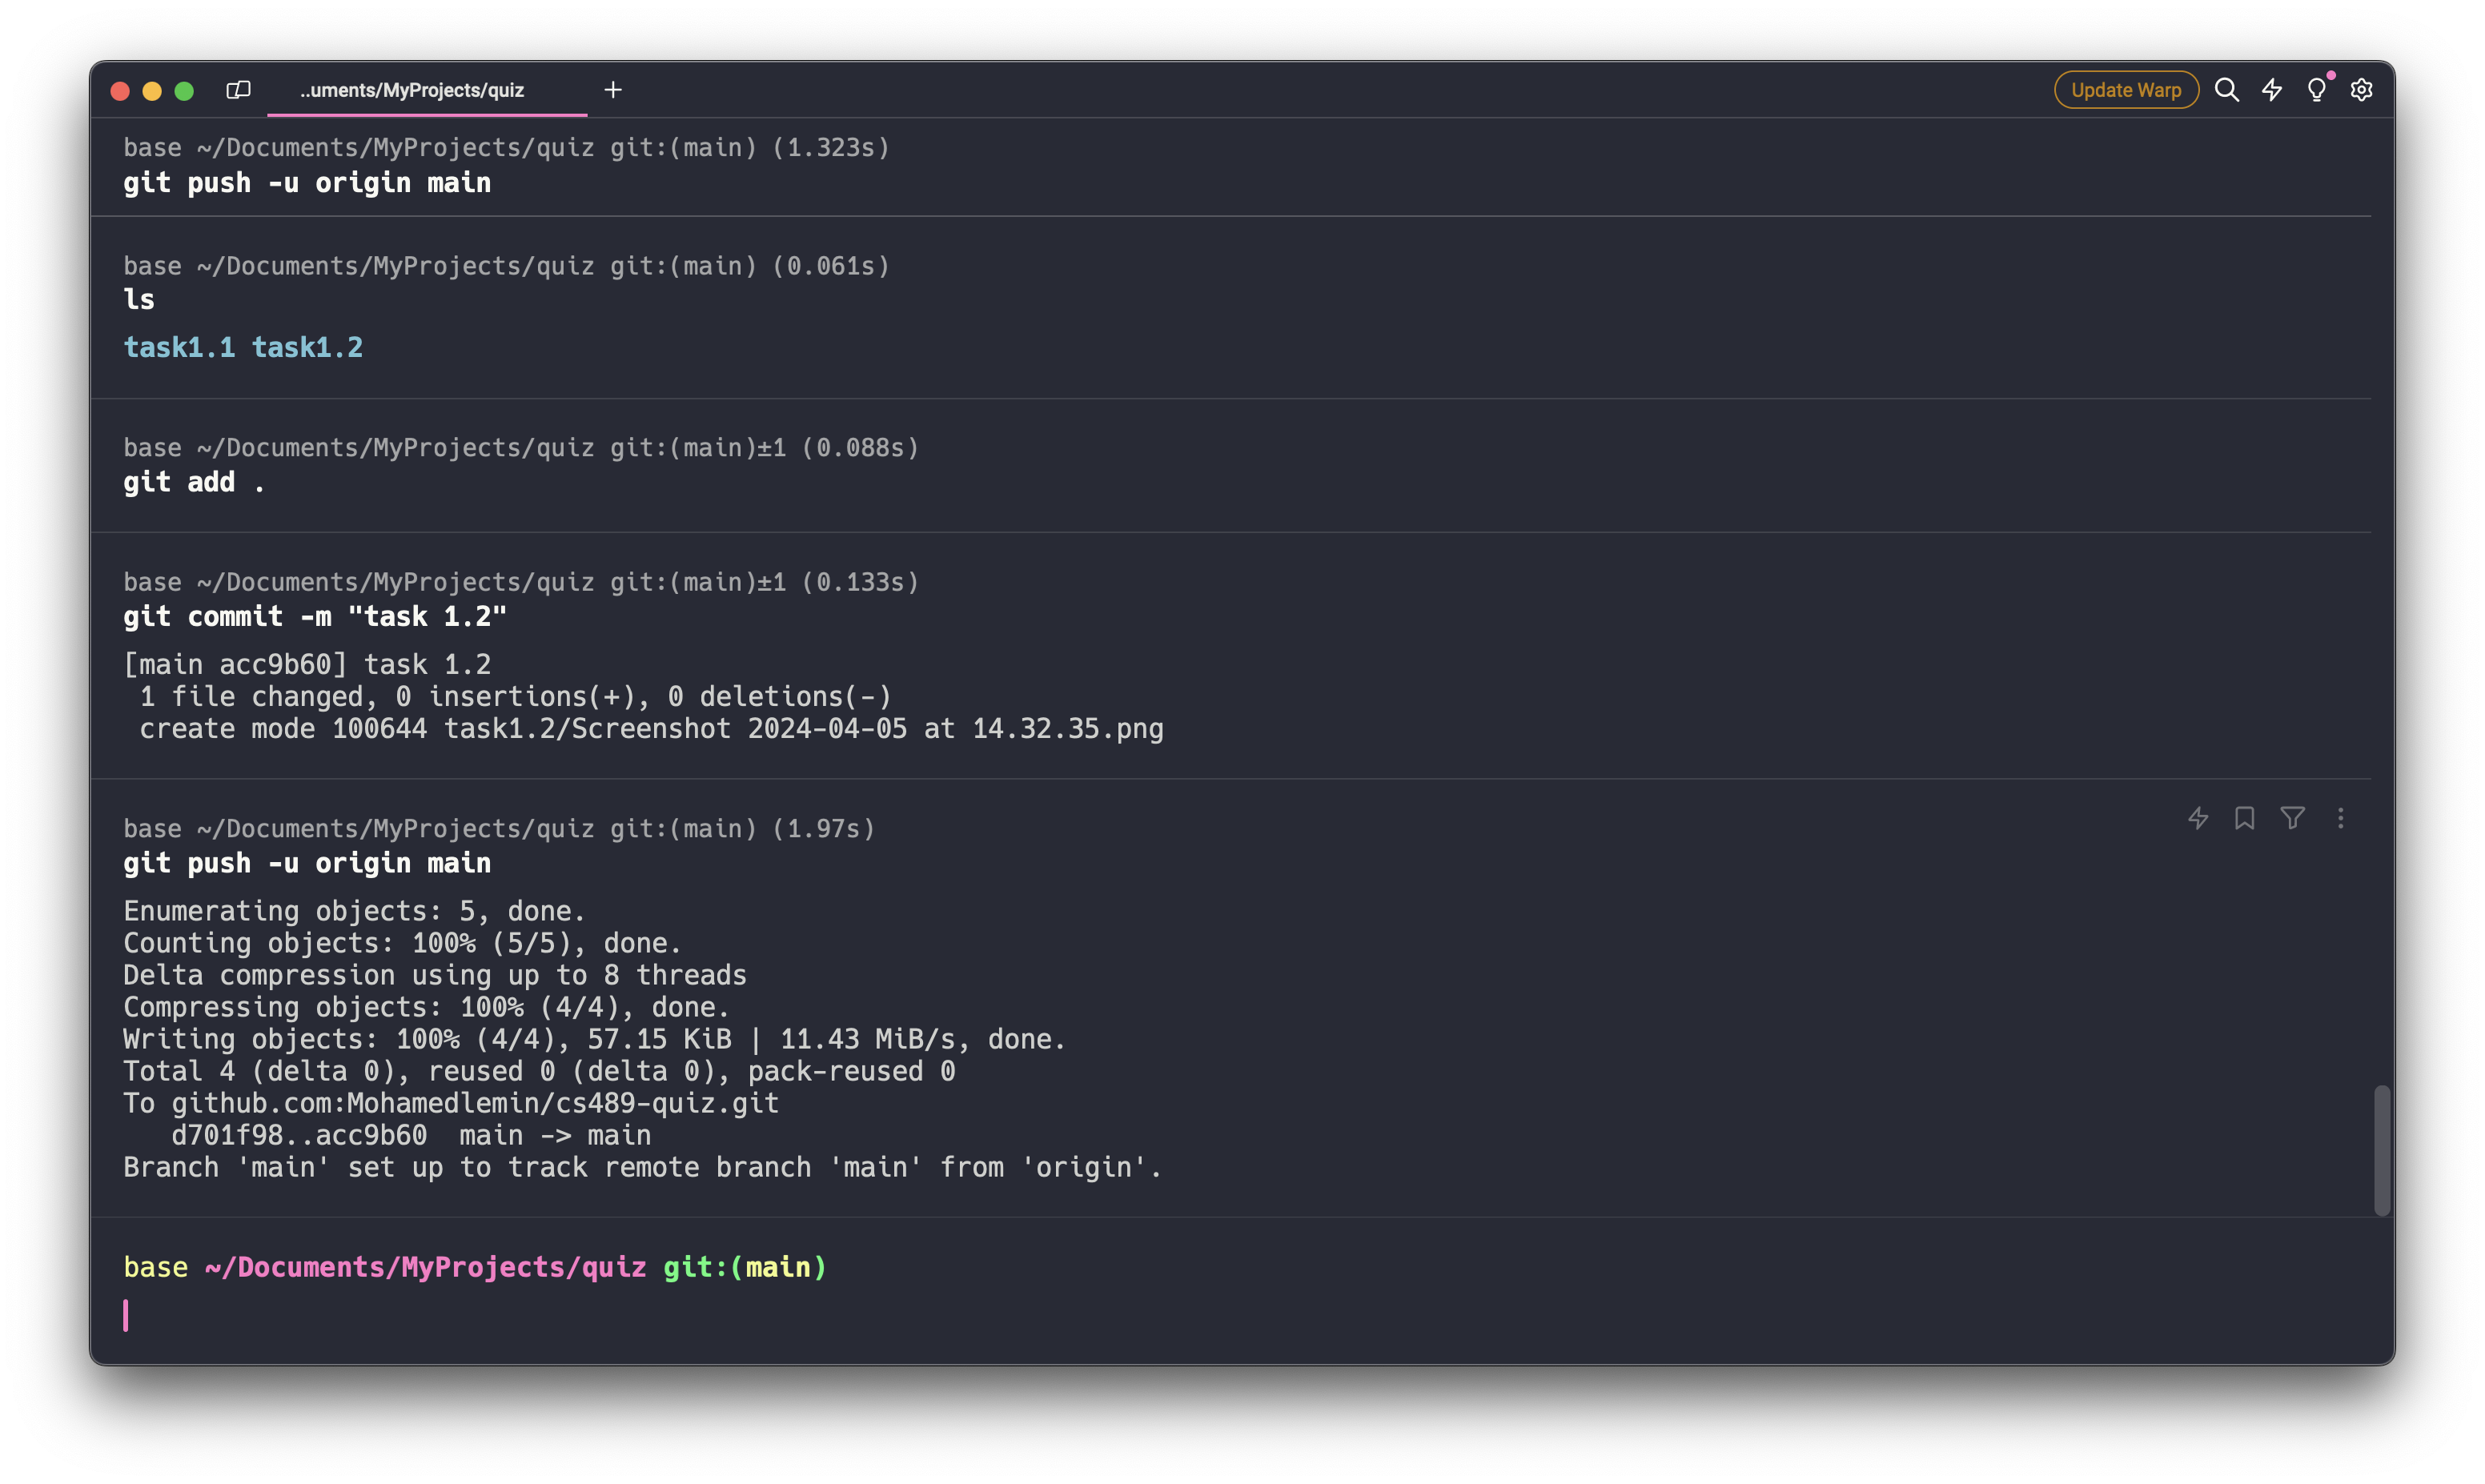 ..uments/MyProjects/quiz
Update Warp
base ~/Documents/MyProjects/quiz git:(main) (1.323s)
git push -u origin main
base ~/Documents/MyProjects/quiz git:(main) (0.061s)
ls
task1.1 task1.2
base ~/Documents/MyProjects/quiz git:(main)±1 (0.088s)
git add .
base ~/Documents/MyProjects/quiz git:(main)±1 (0.133s)
git commit -m "task 1.2"
[main acc9b60] task 1.2
 1 file changed, 0 insertions(+), 0 deletions(-)
 create mode 100644 task1.2/Screenshot 2024-04-05 at 14.32.35.png
base ~/Documents/MyProjects/quiz git:(main) (1.97s)
git push -u origin main
Enumerating objects: 5, done.
Counting objects: 100% (5/5), done.
Delta compression using up to 8 threads
Compressing objects: 100% (4/4), done.
Writing objects: 100% (4/4), 57.15 KiB | 11.43 MiB/s, done.
Total 4 (delta 0), reused 0 (delta 0), pack-reused 0
To github.com:Mohamedlemin/cs489-quiz.git
   d701f98..acc9b60  main -> main
Branch 'main' set up to track remote branch 'main' from 'origin'.
base ~/Documents/MyProjects/quiz git:(main)